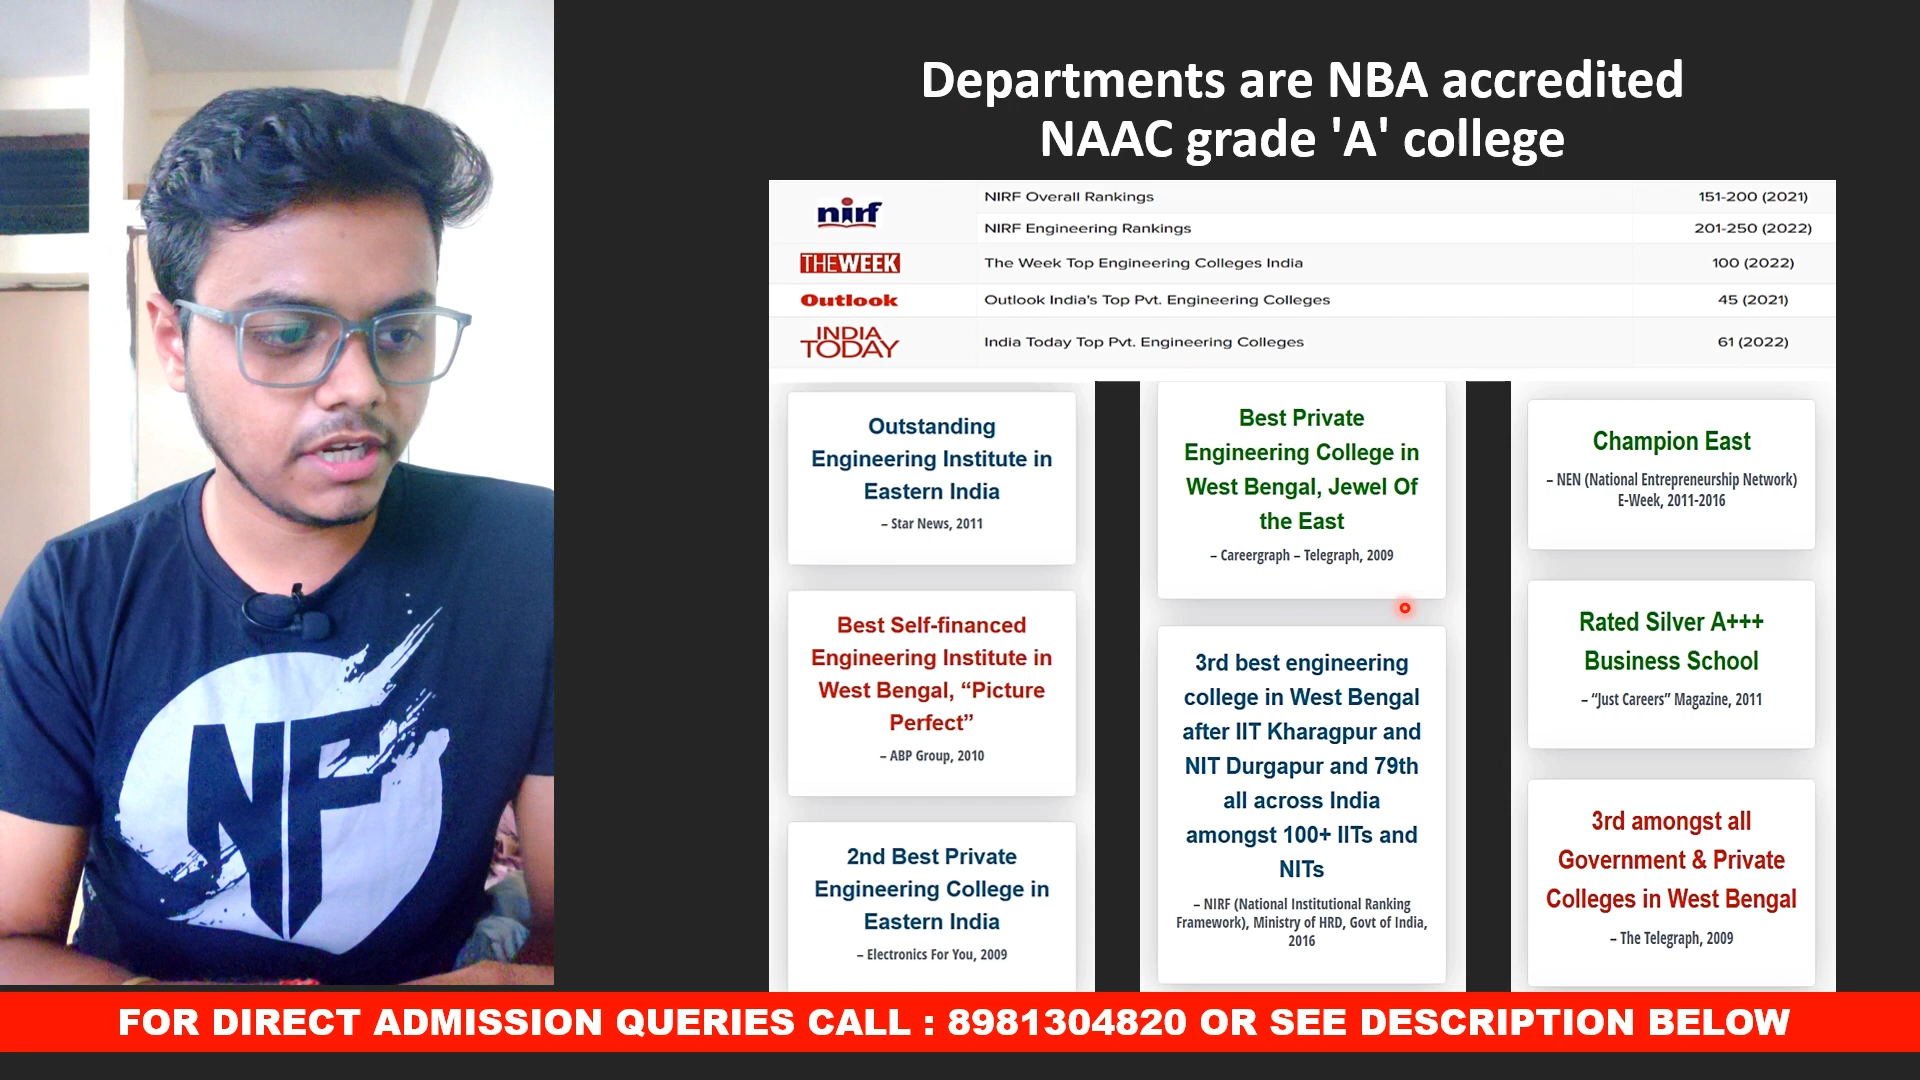 Departments are NBA accredited
NAAC grade 'A' college
nirf
NIRF Overall Rankings 151-200 (2021)
NIRF Engineering Rankings 201-250 (2022)
THEWEEK The Week Top Engineering Colleges India 100 (2022)
Outlook Outlook India's Top Pvt. Engineering Colleges 45 (2021)
INDIA
TODAY
India Today Top Pvt. Engineering Colleges 61 (2022)
Outstanding
Engineering Institute in
Eastern India
– Star News, 2011
Best Self-financed
Engineering Institute in
West Bengal, “Picture
Perfect”
– ABP Group, 2010
2nd Best Private
Engineering College in
Eastern India
– Electronics For You, 2009
Best Private
Engineering College in
West Bengal, Jewel Of
the East
– Careergraph – Telegraph, 2009
3rd best engineering
college in West Bengal
after IIT Kharagpur and
NIT Durgapur and 79th
all across India
amongst 100+ IITs and
NITs
– NIRF (National Institutional Ranking
Framework), Ministry of HRD, Govt of India,
2016
Champion East
– NEN (National Entrepreneurship Network)
E-Week, 2011-2016
Rated Silver A+++
Business School
– “Just Careers” Magazine, 2011
3rd amongst all
Government & Private
Colleges in West Bengal
– The Telegraph, 2009
NF
FOR DIRECT ADMISSION QUERIES CALL : 8981304820 OR SEE DESCRIPTION BELOW